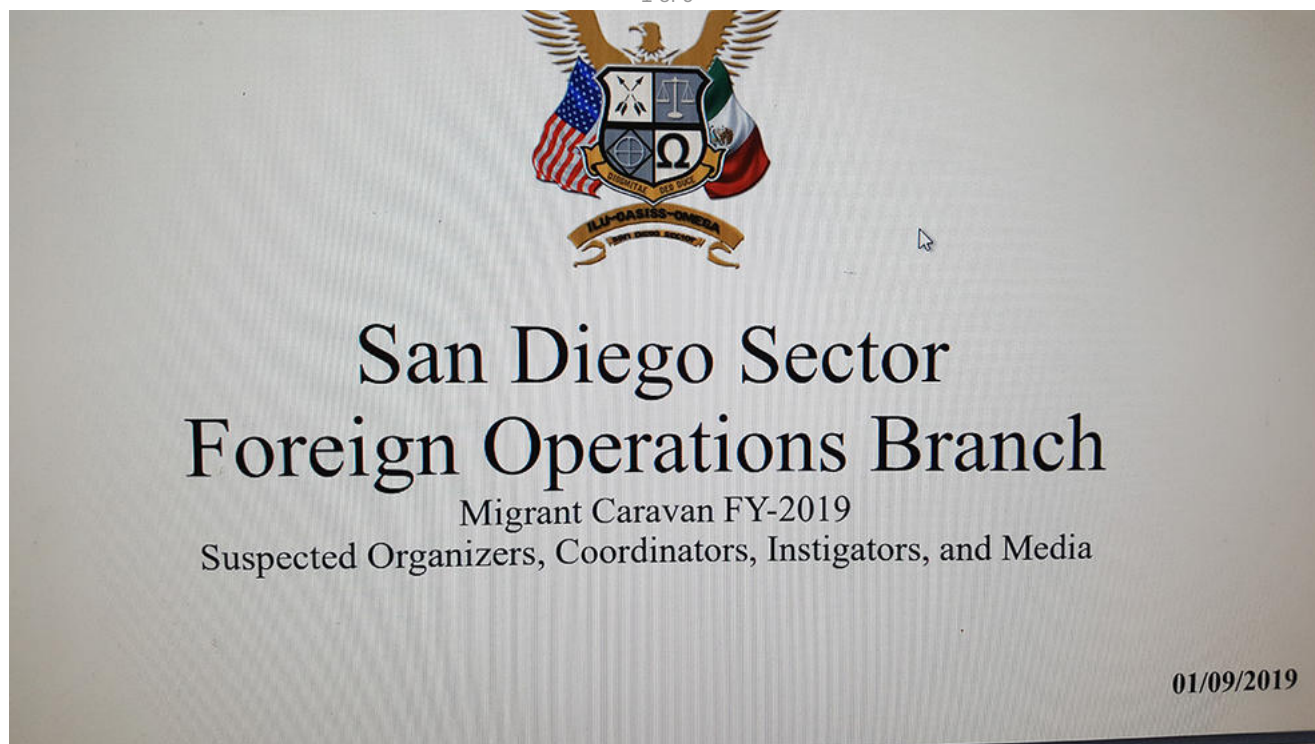 Ω
ILU-OASISS-OMEGA
SAN DIEGO SECTOR
San Diego Sector
Foreign Operations Branch
Migrant Caravan FY-2019
Suspected Organizers, Coordinators, Instigators, and Media
01/09/2019